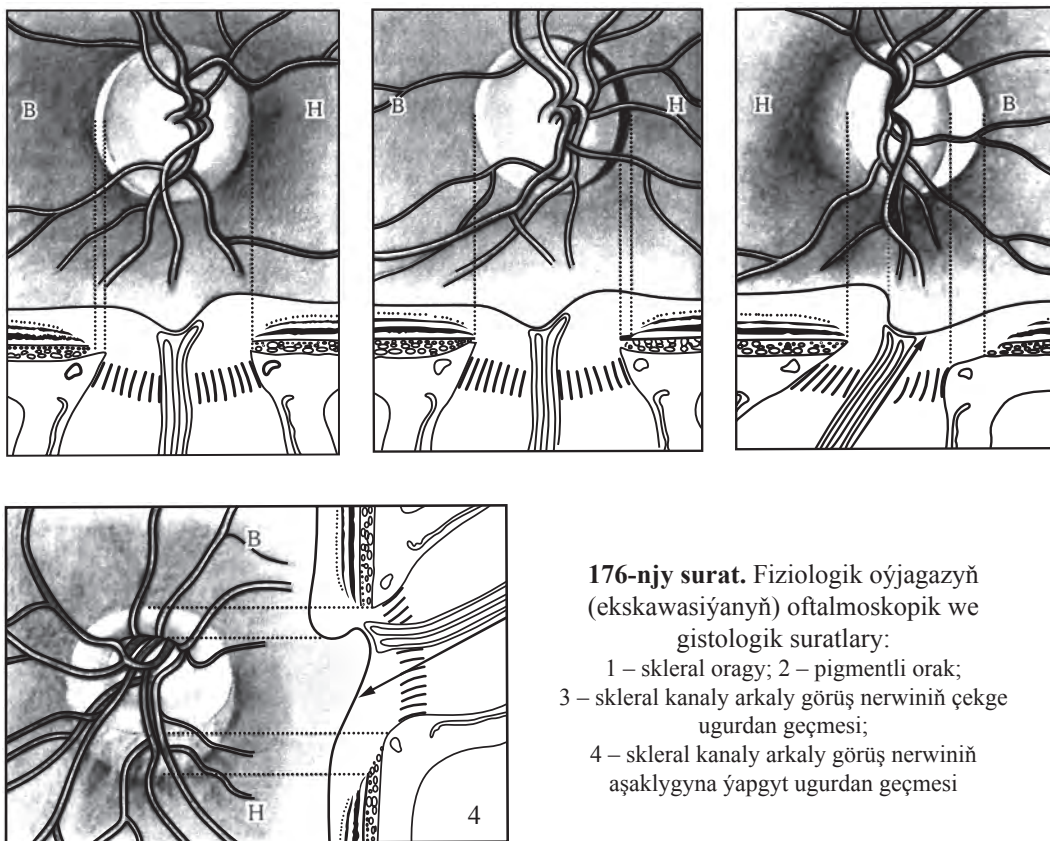 B
H
B
H
H
B
B
H
4
176-njy surat. Fiziologik oýjagazyň
(ekskawasiýanyň) oftalmoskopik we
gistologik suratlary:
1 – skleral oragy; 2 – pigmentli orak;
3 – skleral kanaly arkaly görüş nerwiniň çekge
ugurdan geçmesi;
4 – skleral kanaly arkaly görüş nerwiniň
aşaklygyna ýapgyt ugurdan geçmesi